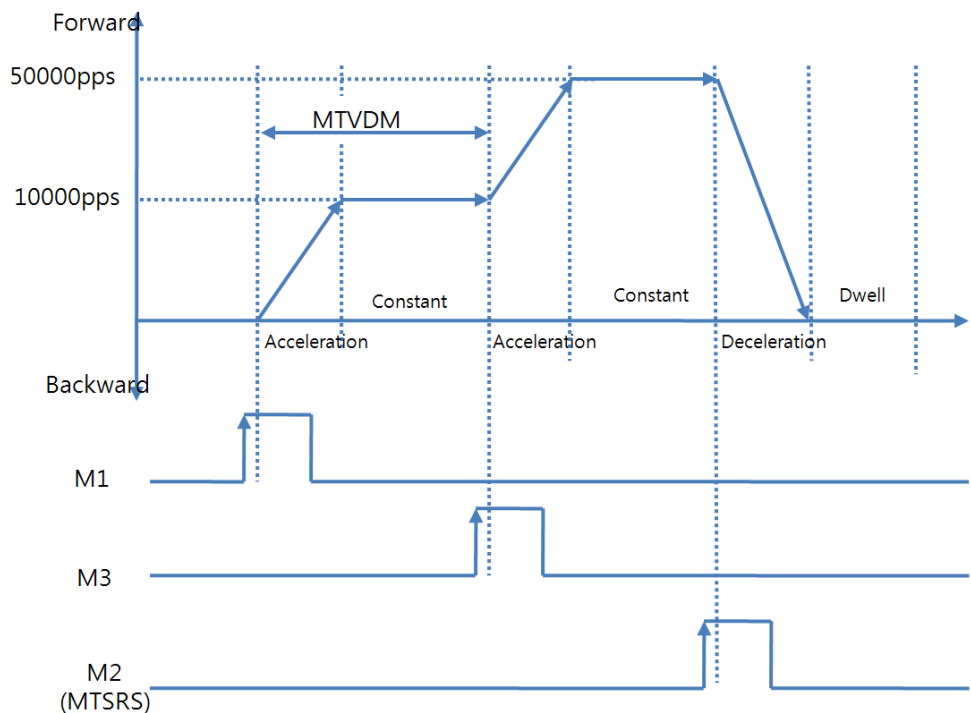 Forward
50000pps
MTVDM
10000pps
Constant
Constant
Dwell
Acceleration
Acceleration
Deceleration
Backward
M1
M3
M2
(MTSRS)